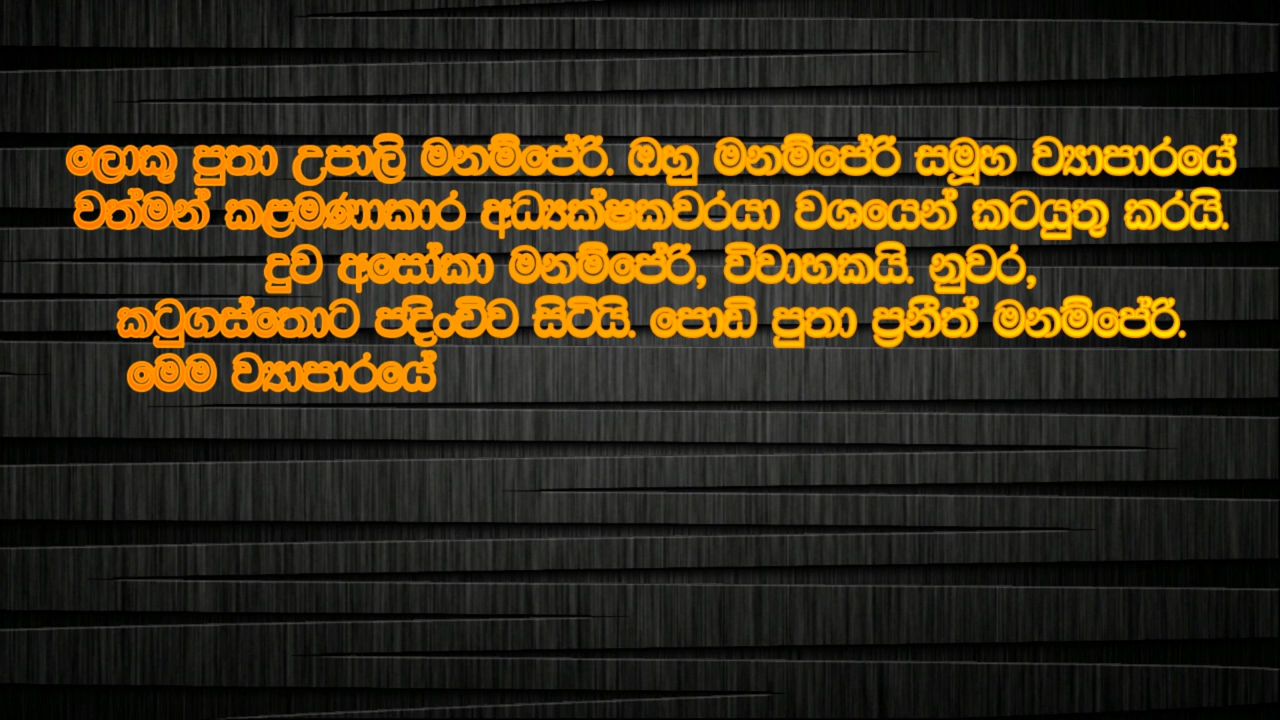 ලොකු පුතා උපාලි මනම්පේරි. ඔහු මනම්පේරි සමූහ ව්‍යාපාරයේ
වත්මන් කළමණාකාර අධ්‍යක්ෂකවරයා වශයෙන් කටයුතු කරයි.
දුව අසෝකා මනම්පේරි, විවාහකයි. නුවර,
කටුගස්තොට පදිංචිව සිටියි. පොඩි පුතා ප්‍රනීත් මනම්පේරි.
මෙම ව්‍යාපාරයේ